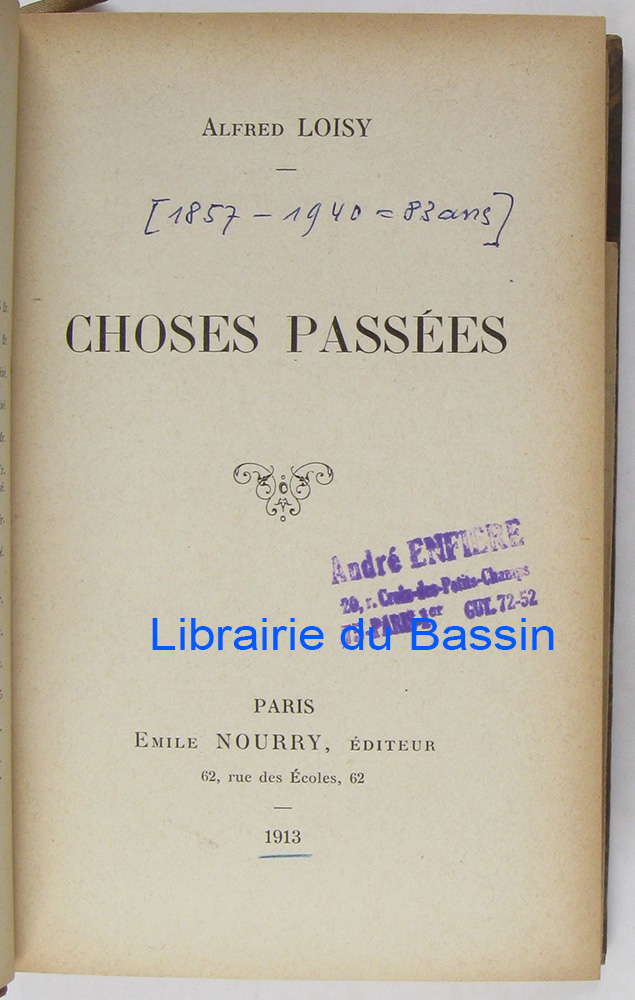 ALFRED LOISY
[1857 - 1940 = 83 ans]
CHOSES PASSÉES
André ENFIERE
20, r. Croix-des-Petits-Champs
75-PARIS 1er GUT. 72-52
Librairie du Bassin
PARIS
EMILE NOURRY, ÉDITEUR
62, rue des Écoles, 62
1913